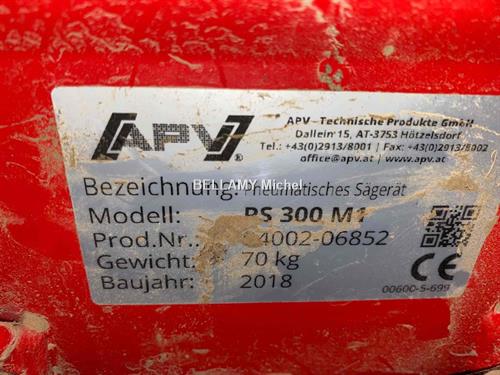 APV®
APV - Technische Produkte GmbH
Dallein 15, AT-3753 Hötzelsdorf
Tel.: +43(0)2913/8001 | Fax: +43(0)2913/8002
office@apv.at | www.apv.at
Bezeichnung: Pneumatisches Sägerät
BELLAMY Michel
Modell: PS 300 M1
Prod.Nr.: 4002-06852
Gewicht: 70 kg
Baujahr: 2018
CE
00600-5-699